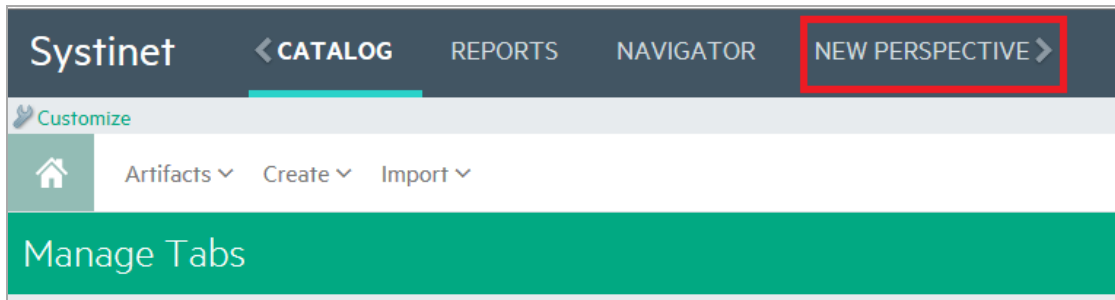 Systinet CATALOG REPORTS NAVIGATOR NEW PERSPECTIVE
Customize
Artifacts Create Import
Manage Tabs